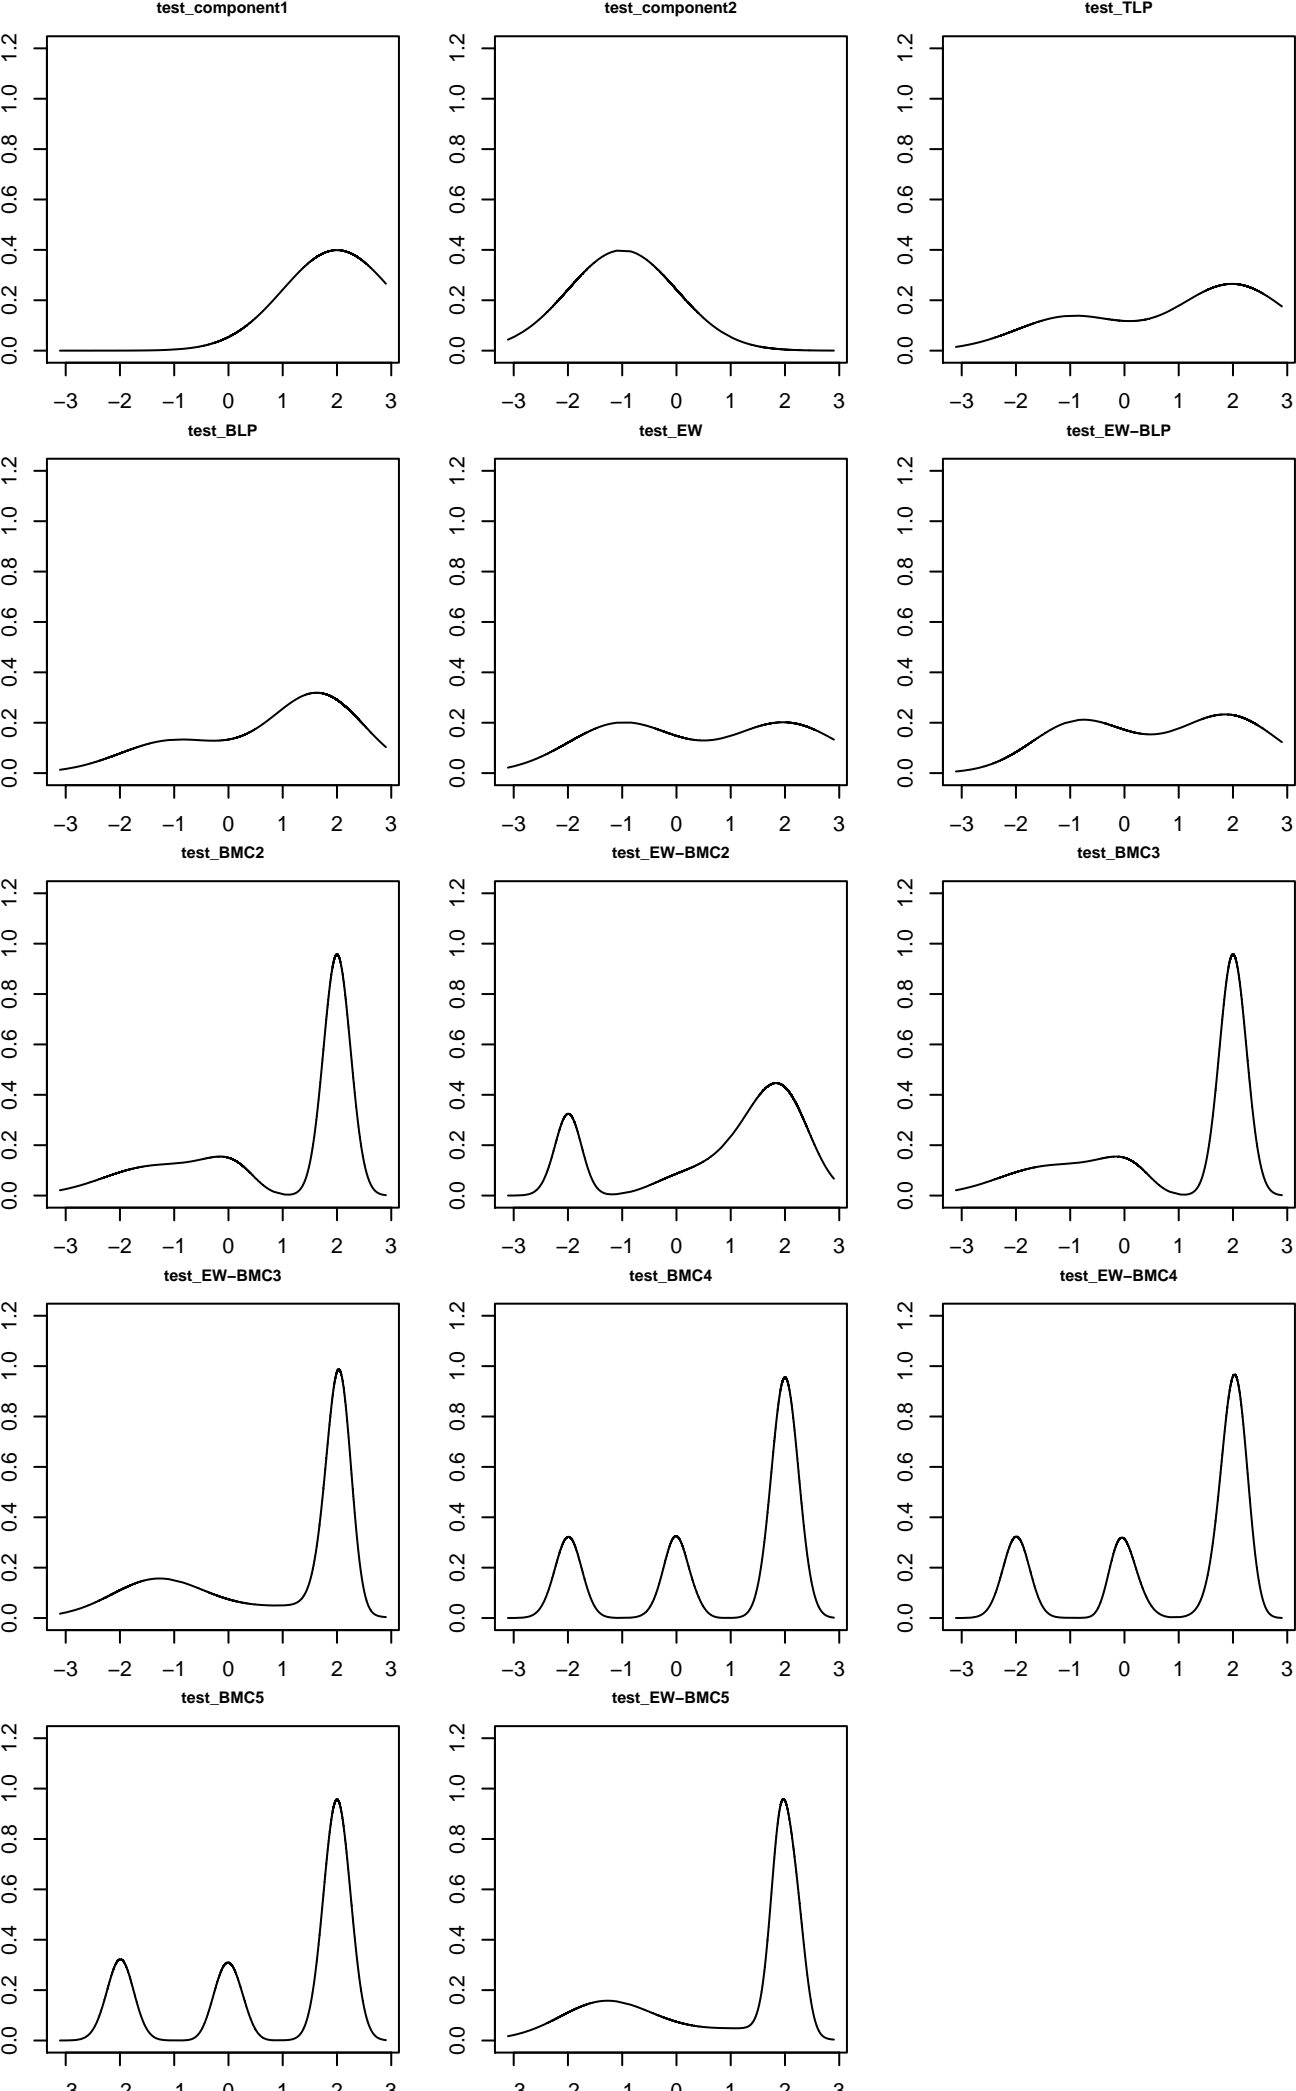 test_component1 test_component2 test_TLP
1.2 1.2 1.2
1.0 1.0 1.0
0.8 0.8 0.8
0.6 0.6 0.6
0.4 0.4 0.4
0.2 0.2 0.2
0.0 0.0 0.0
−3 −2 −1 0 1 2 3 −3 −2 −1 0 1 2 3 −3 −2 −1 0 1 2 3
test_BLP test_EW test_EW−BLP
1.2 1.2 1.2
1.0 1.0 1.0
0.8 0.8 0.8
0.6 0.6 0.6
0.4 0.4 0.4
0.2 0.2 0.2
0.0 0.0 0.0
−3 −2 −1 0 1 2 3 −3 −2 −1 0 1 2 3 −3 −2 −1 0 1 2 3
test_BMC2 test_EW−BMC2 test_BMC3
1.2 1.2 1.2
1.0 1.0 1.0
0.8 0.8 0.8
0.6 0.6 0.6
0.4 0.4 0.4
0.2 0.2 0.2
0.0 0.0 0.0
−3 −2 −1 0 1 2 3 −3 −2 −1 0 1 2 3 −3 −2 −1 0 1 2 3
test_EW−BMC3 test_BMC4 test_EW−BMC4
1.2 1.2 1.2
1.0 1.0 1.0
0.8 0.8 0.8
0.6 0.6 0.6
0.4 0.4 0.4
0.2 0.2 0.2
0.0 0.0 0.0
−3 −2 −1 0 1 2 3 −3 −2 −1 0 1 2 3 −3 −2 −1 0 1 2 3
test_BMC5 test_EW−BMC5
1.2 1.2
1.0 1.0
0.8 0.8
0.6 0.6
0.4 0.4
0.2 0.2
0.0 0.0